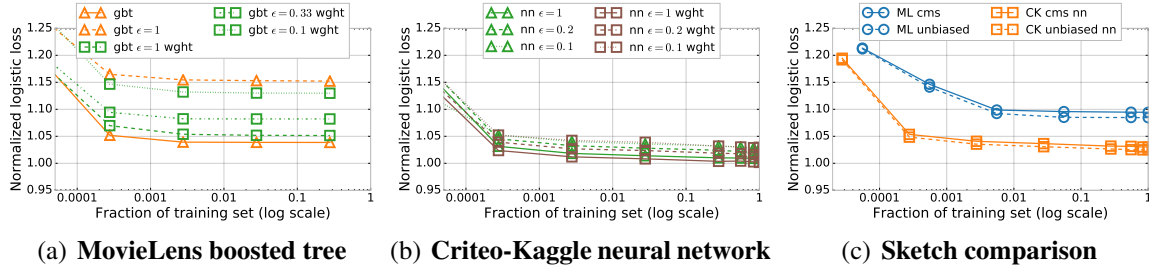 gbt
gbt ϵ=1
gbt ϵ=1 wght
gbt ϵ=0.33 wght
gbt ϵ=0.1 wght
Normalized logistic loss
1.25
1.20
1.15
1.10
1.05
1.00
0.95
0.0001 0.001 0.01 0.1 1
Fraction of training set (log scale)
(a) MovieLens boosted tree
nn ϵ=1
nn ϵ=0.2
nn ϵ=0.1
nn ϵ=1 wght
nn ϵ=0.2 wght
nn ϵ=0.1 wght
Normalized logistic loss
1.25
1.20
1.15
1.10
1.05
1.00
0.95
0.0001 0.001 0.01 0.1 1
Fraction of training set (log scale)
(b) Criteo-Kaggle neural network
ML cms
ML unbiased
CK cms nn
CK unbiased nn
Normalized logistic loss
1.25
1.20
1.15
1.10
1.05
1.00
0.95
0.0001 0.001 0.01 0.1 1
Fraction of training set (log scale)
(c) Sketch comparison